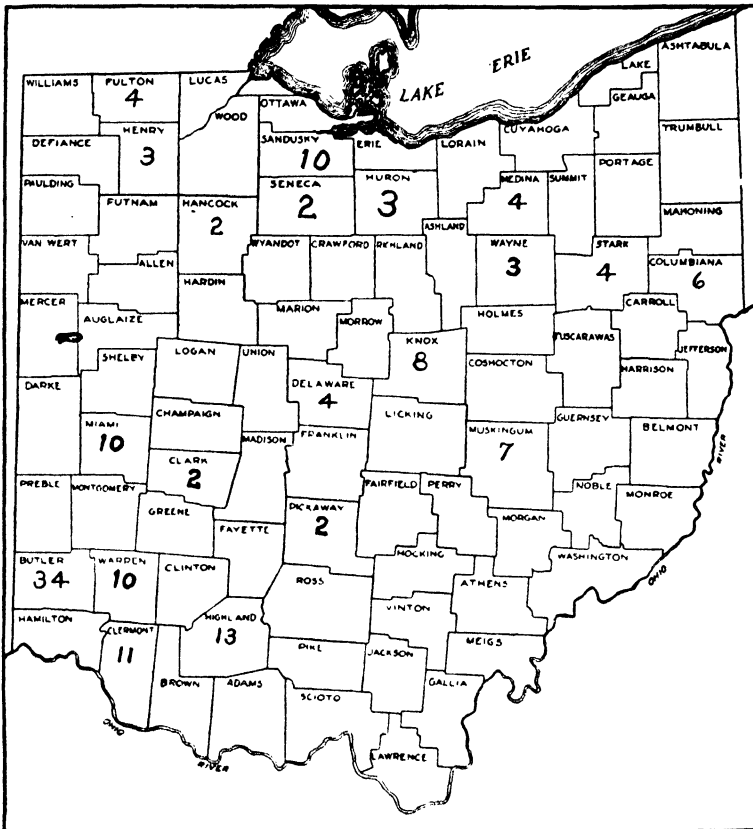 ASHTABULA
LAKE ERIE
LAKE
WILLIAMS
FULTON
4
LUCAS
GEAUGA
OTTAWA
WOOD
HENRY
3
DEFIANCE
SANDUSKY
10
ERIE
LORAIN
CUYAHOGA
TRUMBULL
PORTAGE
PAULDING
SENECA
2
HURON
3
MEDINA
4
SUMMIT
PUTNAM
HANCOCK
2
MAHONING
ASHLAND
VAN WERT
WYANDOT
CRAWFORD
RICHLAND
WAYNE
3
STARK
4
COLUMBIANA
6
ALLEN
HARDIN
MERCER
CARROLL
AUGLAIZE
MARION
HOLMES
MORROW
KNOX
8
TUSCARAWAS
JEFFERSON
LOGAN
UNION
SHELBY
COSHOCTON
HARRISON
DARKE
DELAWARE
4
CHAMPAIGN
LICKING
GUERNSEY
BELMONT
MIAMI
10
MUSKINGUM
7
MADISON
FRANKLIN
RIVER
CLARK
2
PREBLE
MONTGOMERY
FAIRFIELD
PERRY
NOBLE
MONROE
GREENE
PICKAWAY
2
MORGAN
FAYETTE
HOCKING
WASHINGTON
BUTLER
34
WARREN
10
CLINTON
OHIO
ROSS
ATHENS
VINTON
HAMILTON
HIGHLAND
13
CLERMONT
11
MEIGS
PIKE
JACKSON
BROWN
ADAMS
GALLIA
SCIOTO
OHIO
RIVER
LAWRENCE